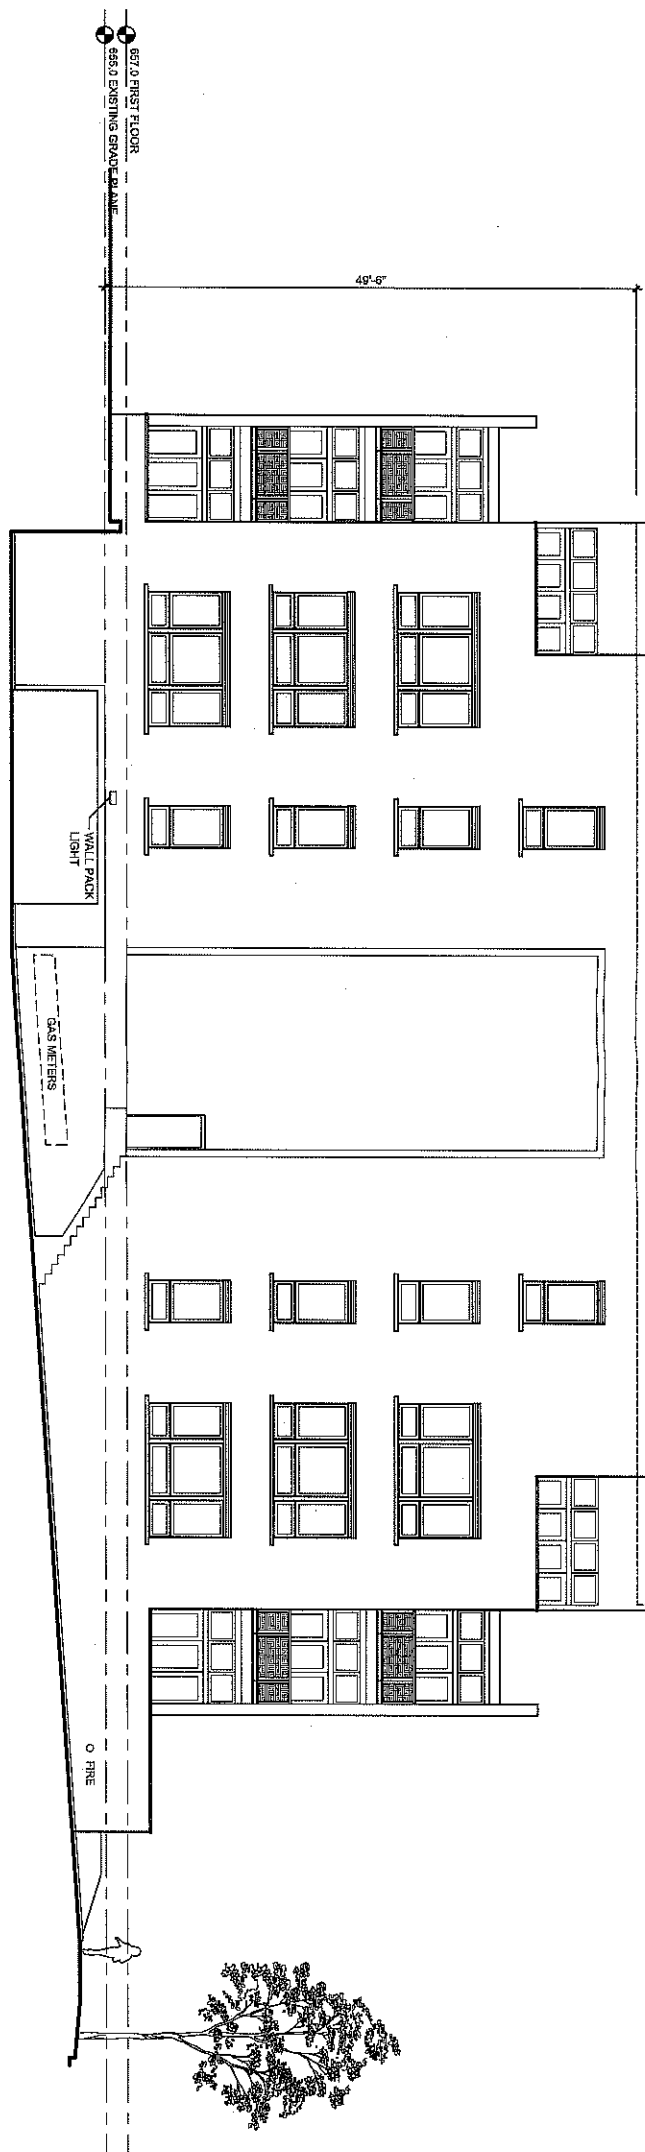 657.0 FIRST FLOOR
655.0 EXISTING GRADE PLANE
49'-6"
WALL PACK
LIGHT
GAS METERS
FIRE